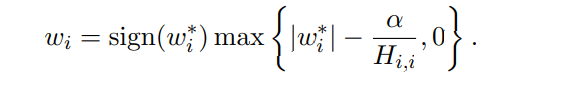 w_i = sign(w_i^*) max { |w_i^*| − α / H_{i,i} , 0 } .